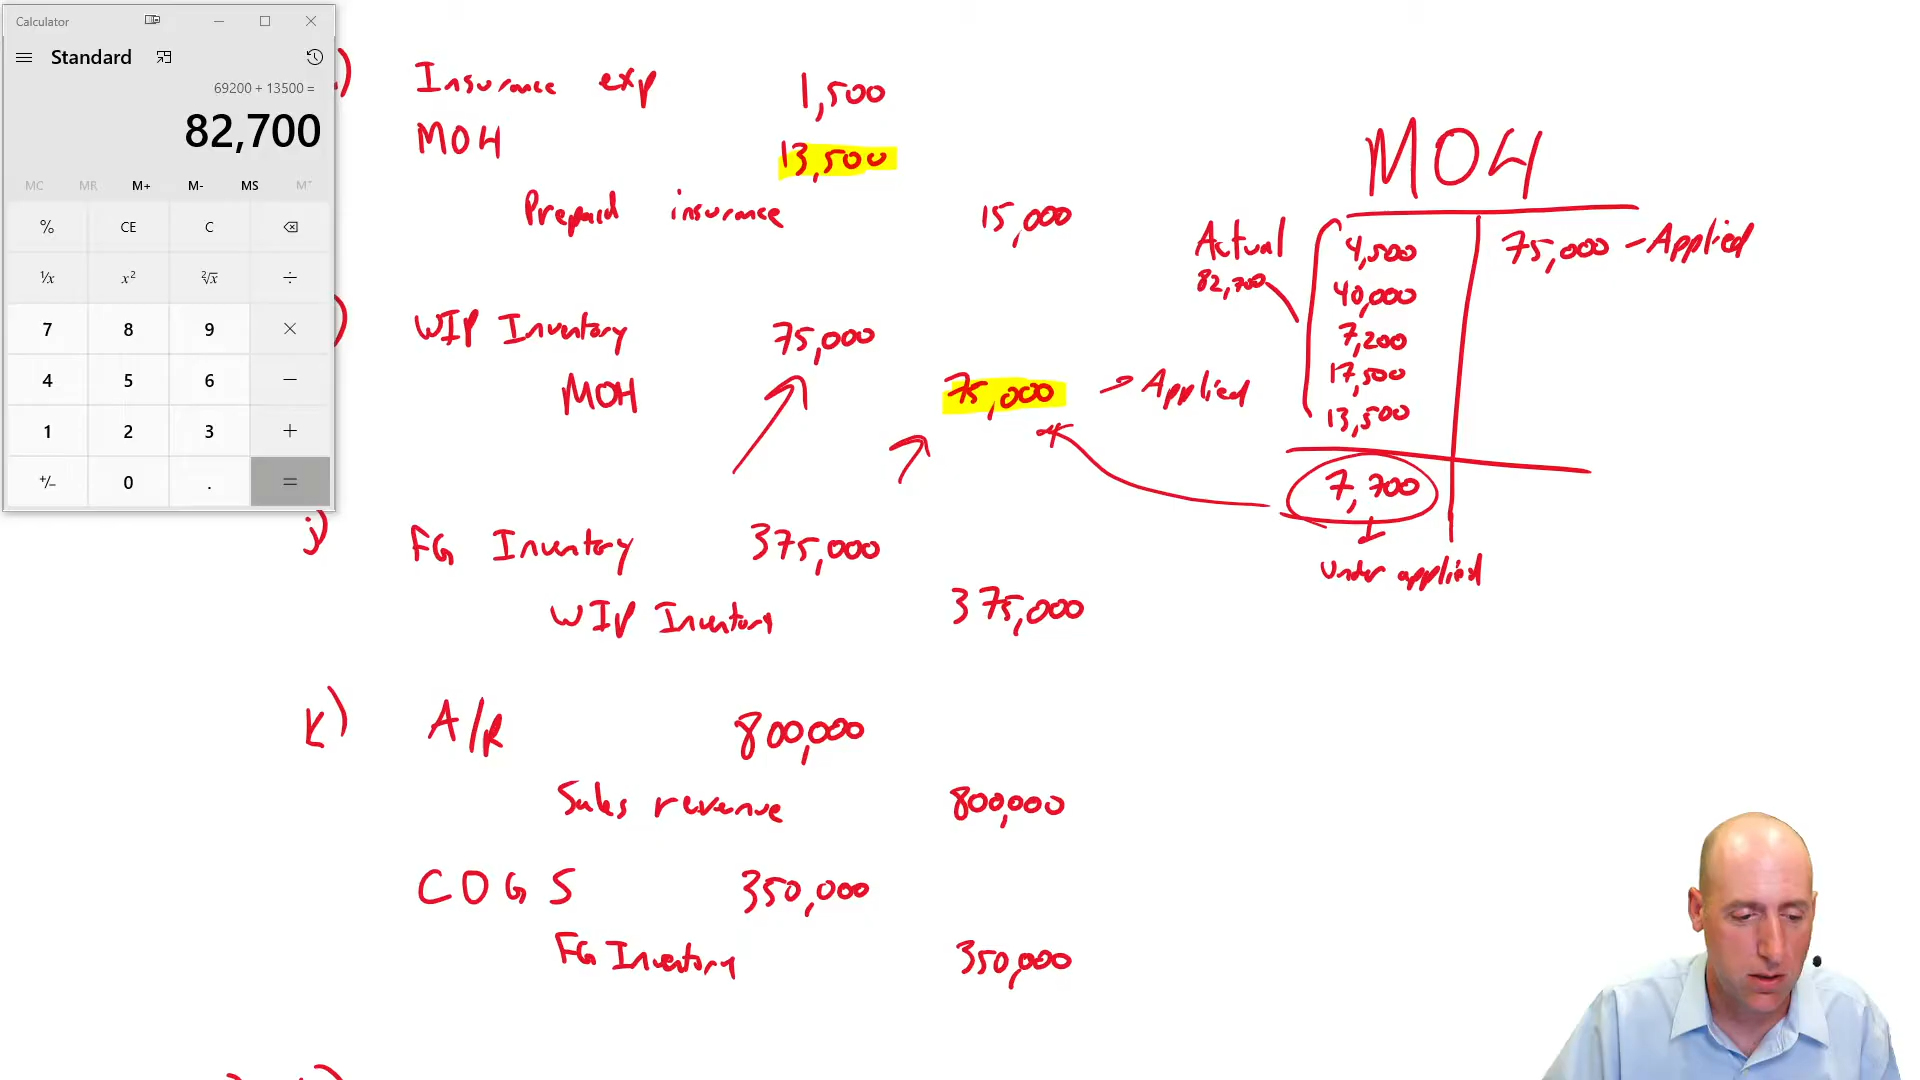 Calculator
Standard
69200 + 13500 =
82,700
MC MR M+ M- MS M˅
% CE C
¹/x x² ²√x ÷
7 8 9 ×
4 5 6 −
1 2 3 +
+/− 0 . =
)
Insurance exp 1,500
MOH 13,500
Prepaid insurance 15,000
)
WIP Inventory 75,000
MOH 75,000 → Applied
j)
FG Inventory 375,000
WIP Inventory 375,000
k)
A/R 800,000
Sales revenue 800,000
COGS 350,000
FG Inventory 350,000
MOH
Actual
82,700
4,500
40,000
7,200
17,500
13,500
75,000 - Applied
7,700
Under applied